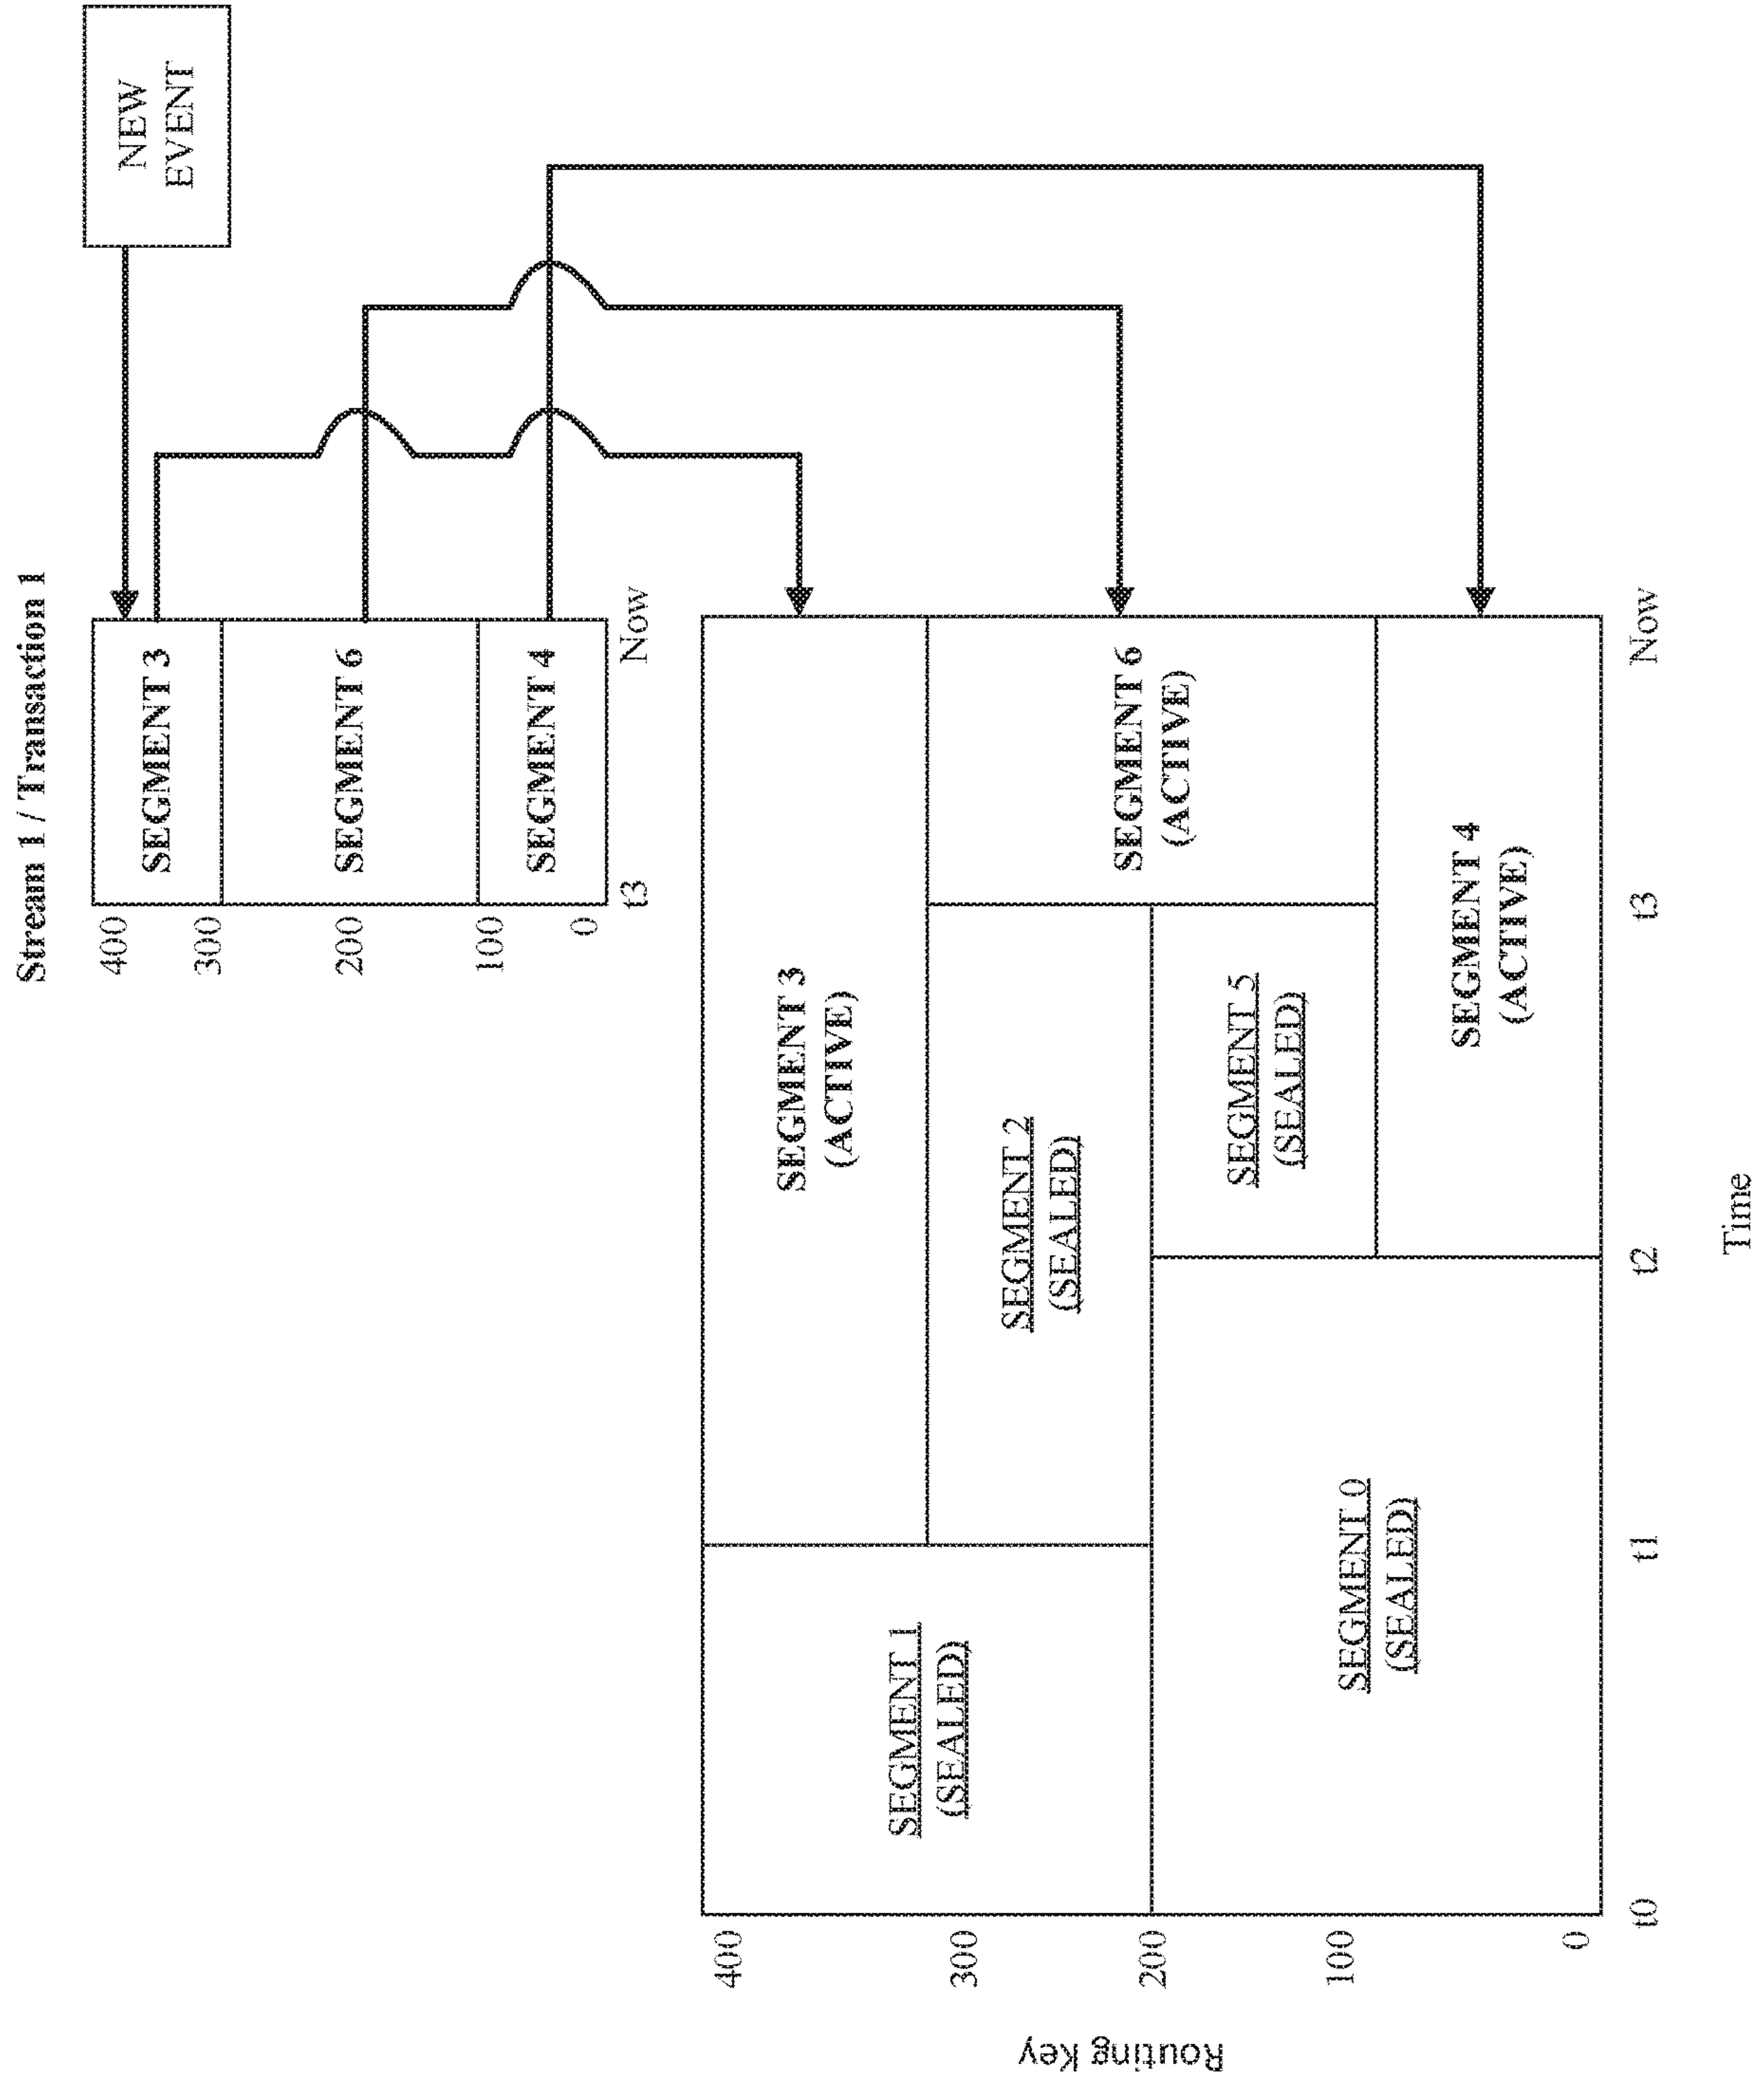 Stream 1 / Transaction 1
NEW
EVENT
400
300
200
100
0
SEGMENT 3
SEGMENT 6
SEGMENT 4
t3
Now
Routing Key
400
300
200
100
0
SEGMENT 1
(SEALED)
SEGMENT 3
(ACTIVE)
SEGMENT 2
(SEALED)
SEGMENT 6
(ACTIVE)
SEGMENT 5
(SEALED)
SEGMENT 0
(SEALED)
SEGMENT 4
(ACTIVE)
t0
t1
t2
t3
Now
Time